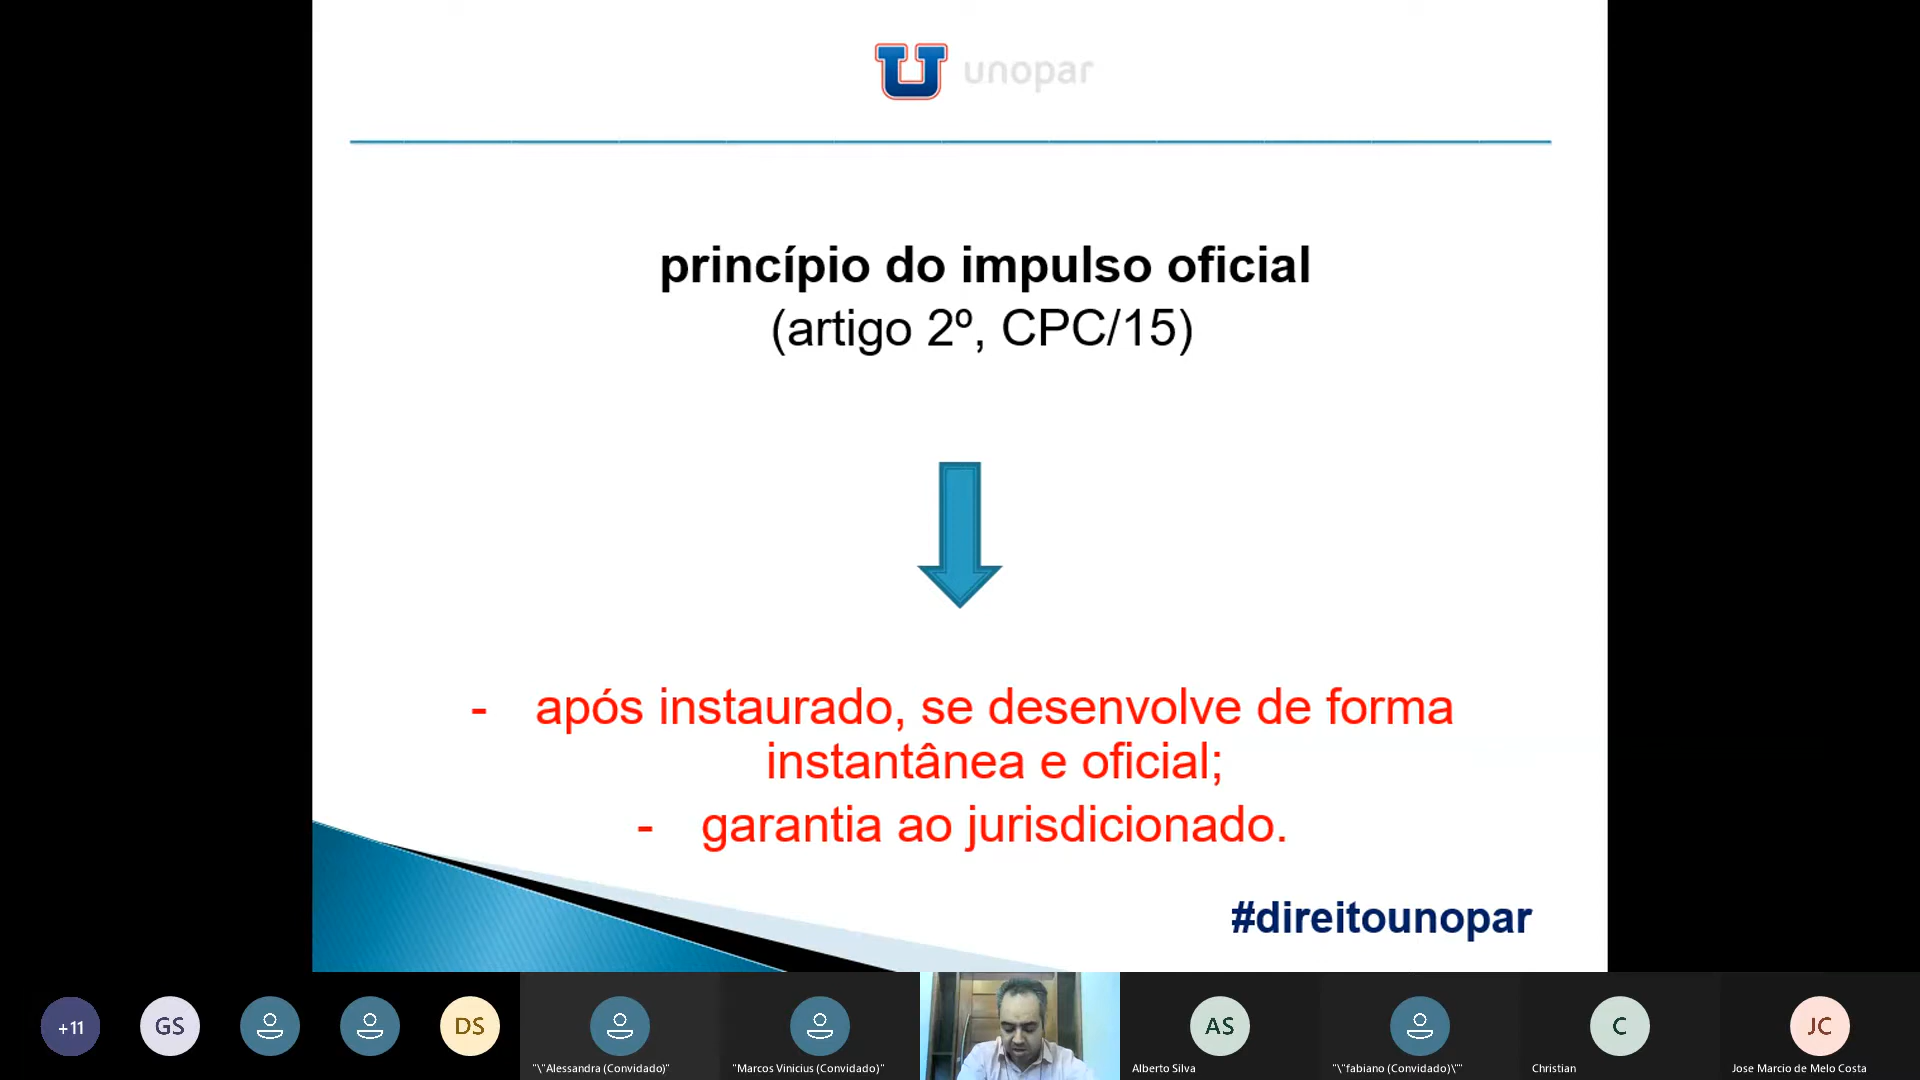 unopar
princípio do impulso oficial
(artigo 2º, CPC/15)
- após instaurado, se desenvolve de forma
instantânea e oficial;
- garantia ao jurisdicionado.
#direitounopar
+11
GS
DS
AS
C
JC
"\"Alessandra (Convidado)"
"Marcos Vinicius (Convidado)"
Alberto Silva
"\"fabiano (Convidado)\""
Christian
Jose Marcio de Melo Costa